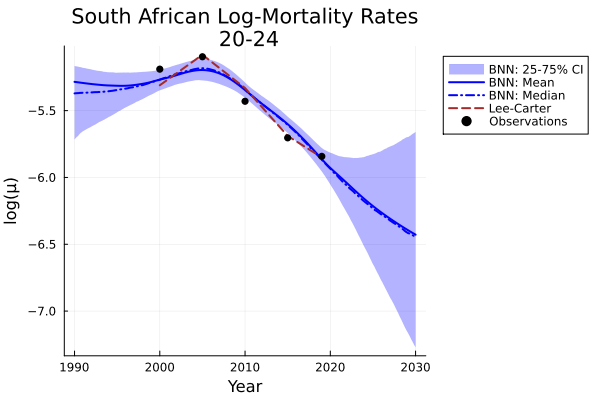 South African Log-Mortality Rates
20-24
BNN: 25-75% CI
BNN: Mean
BNN: Median
Lee-Carter
Observations
log(μ)
−5.5
−6.0
−6.5
−7.0
1990
2000
2010
2020
2030
Year